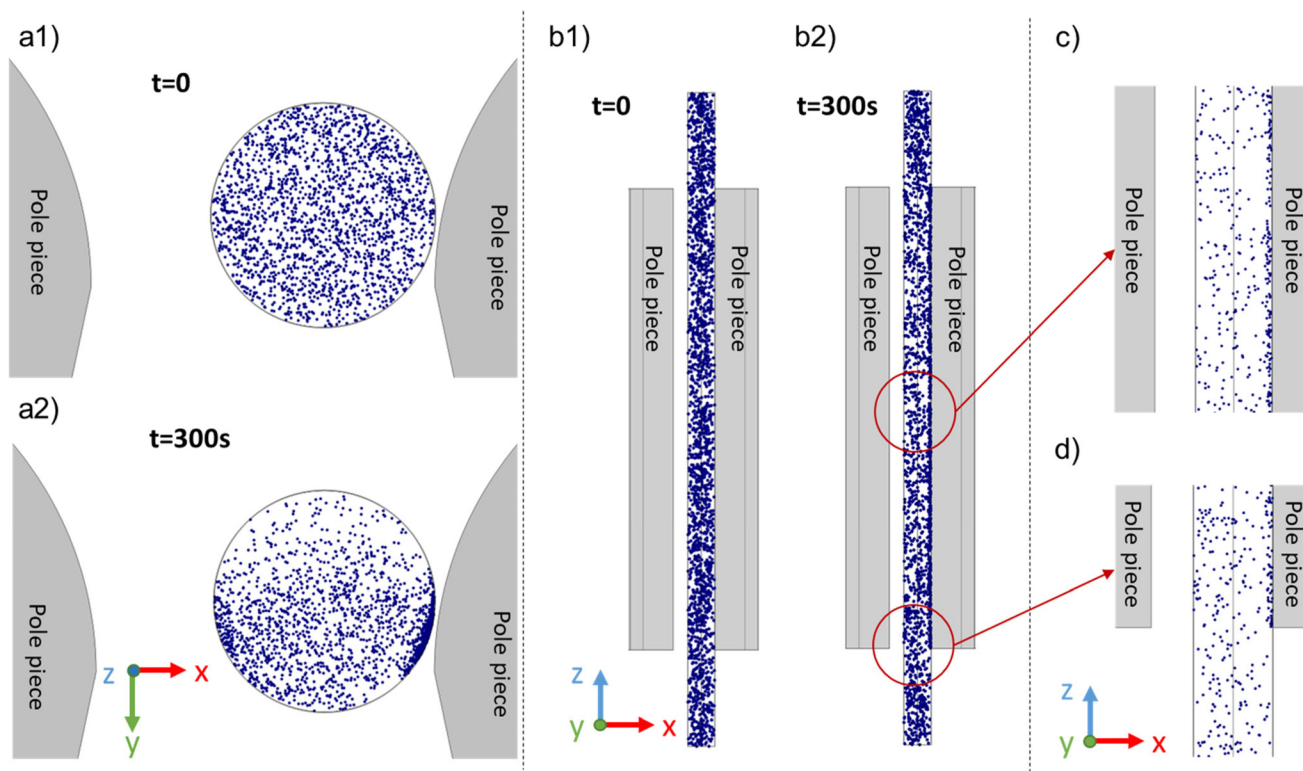 a1)
t=0
Pole piece
Pole piece
a2)
t=300s
Pole piece
Pole piece
z
x
y
b1)
t=0
Pole piece
Pole piece
z
y
x
b2)
t=300s
Pole piece
Pole piece
c)
Pole piece
Pole piece
d)
Pole piece
Pole piece
z
y
x